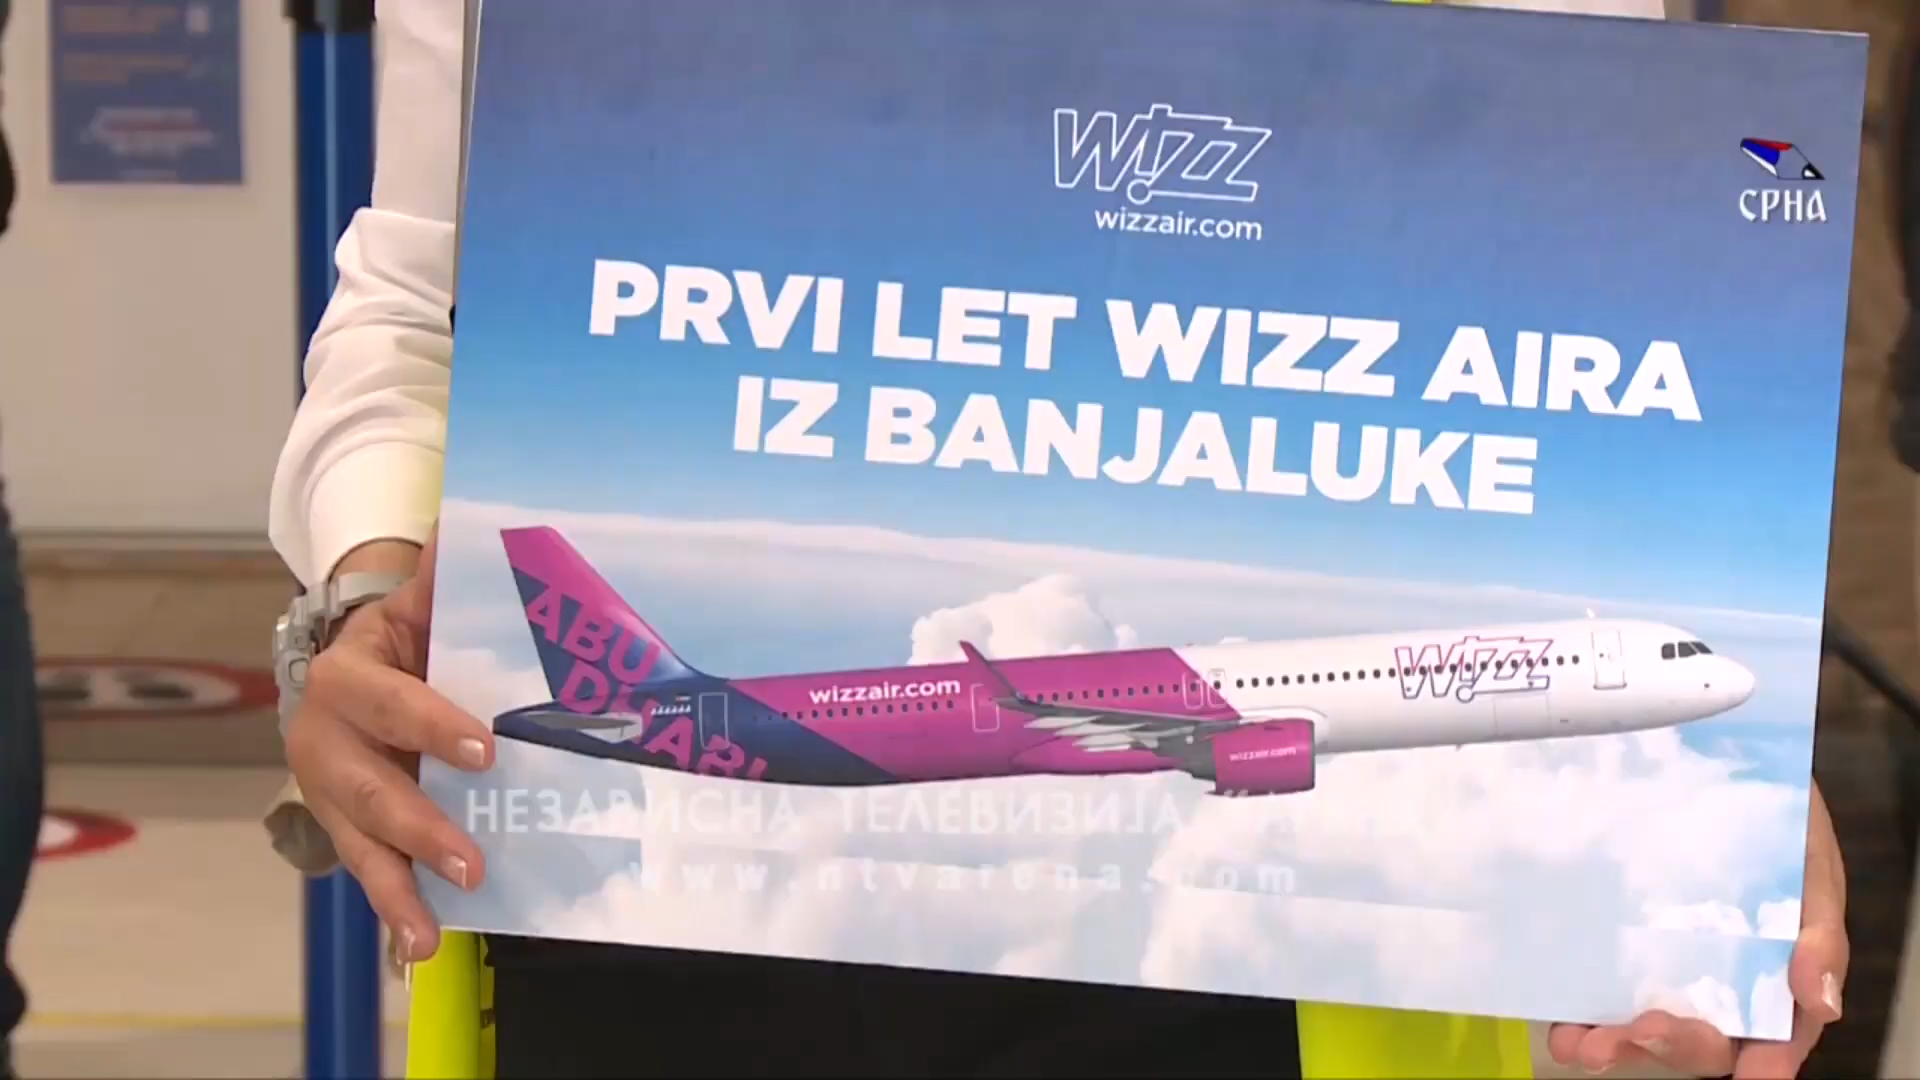 WIZZ
wizzair.com
СРНА
PRVI LET WIZZ AIRA
IZ BANJALUKE
ABU
DHABI
wizzair.com
WIZZ
wizzair.com
НЕЗАВИСНА ТЕЛЕВИЗИЈА
www.ntvarena.com